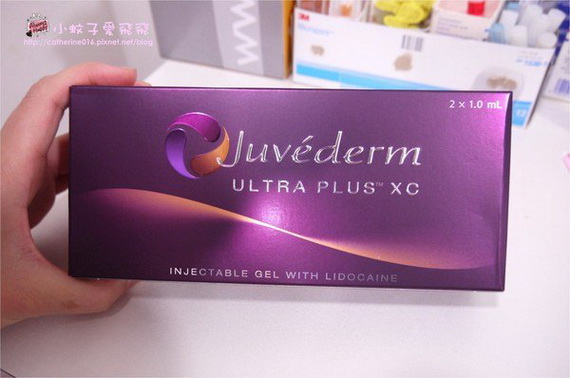 小蚊子愛飛飛
http://catherine016.pixnet.net/blog
2 x 1.0 mL
Juvéderm
ULTRA PLUS™ XC
INJECTABLE GEL WITH LIDOCAINE
3M